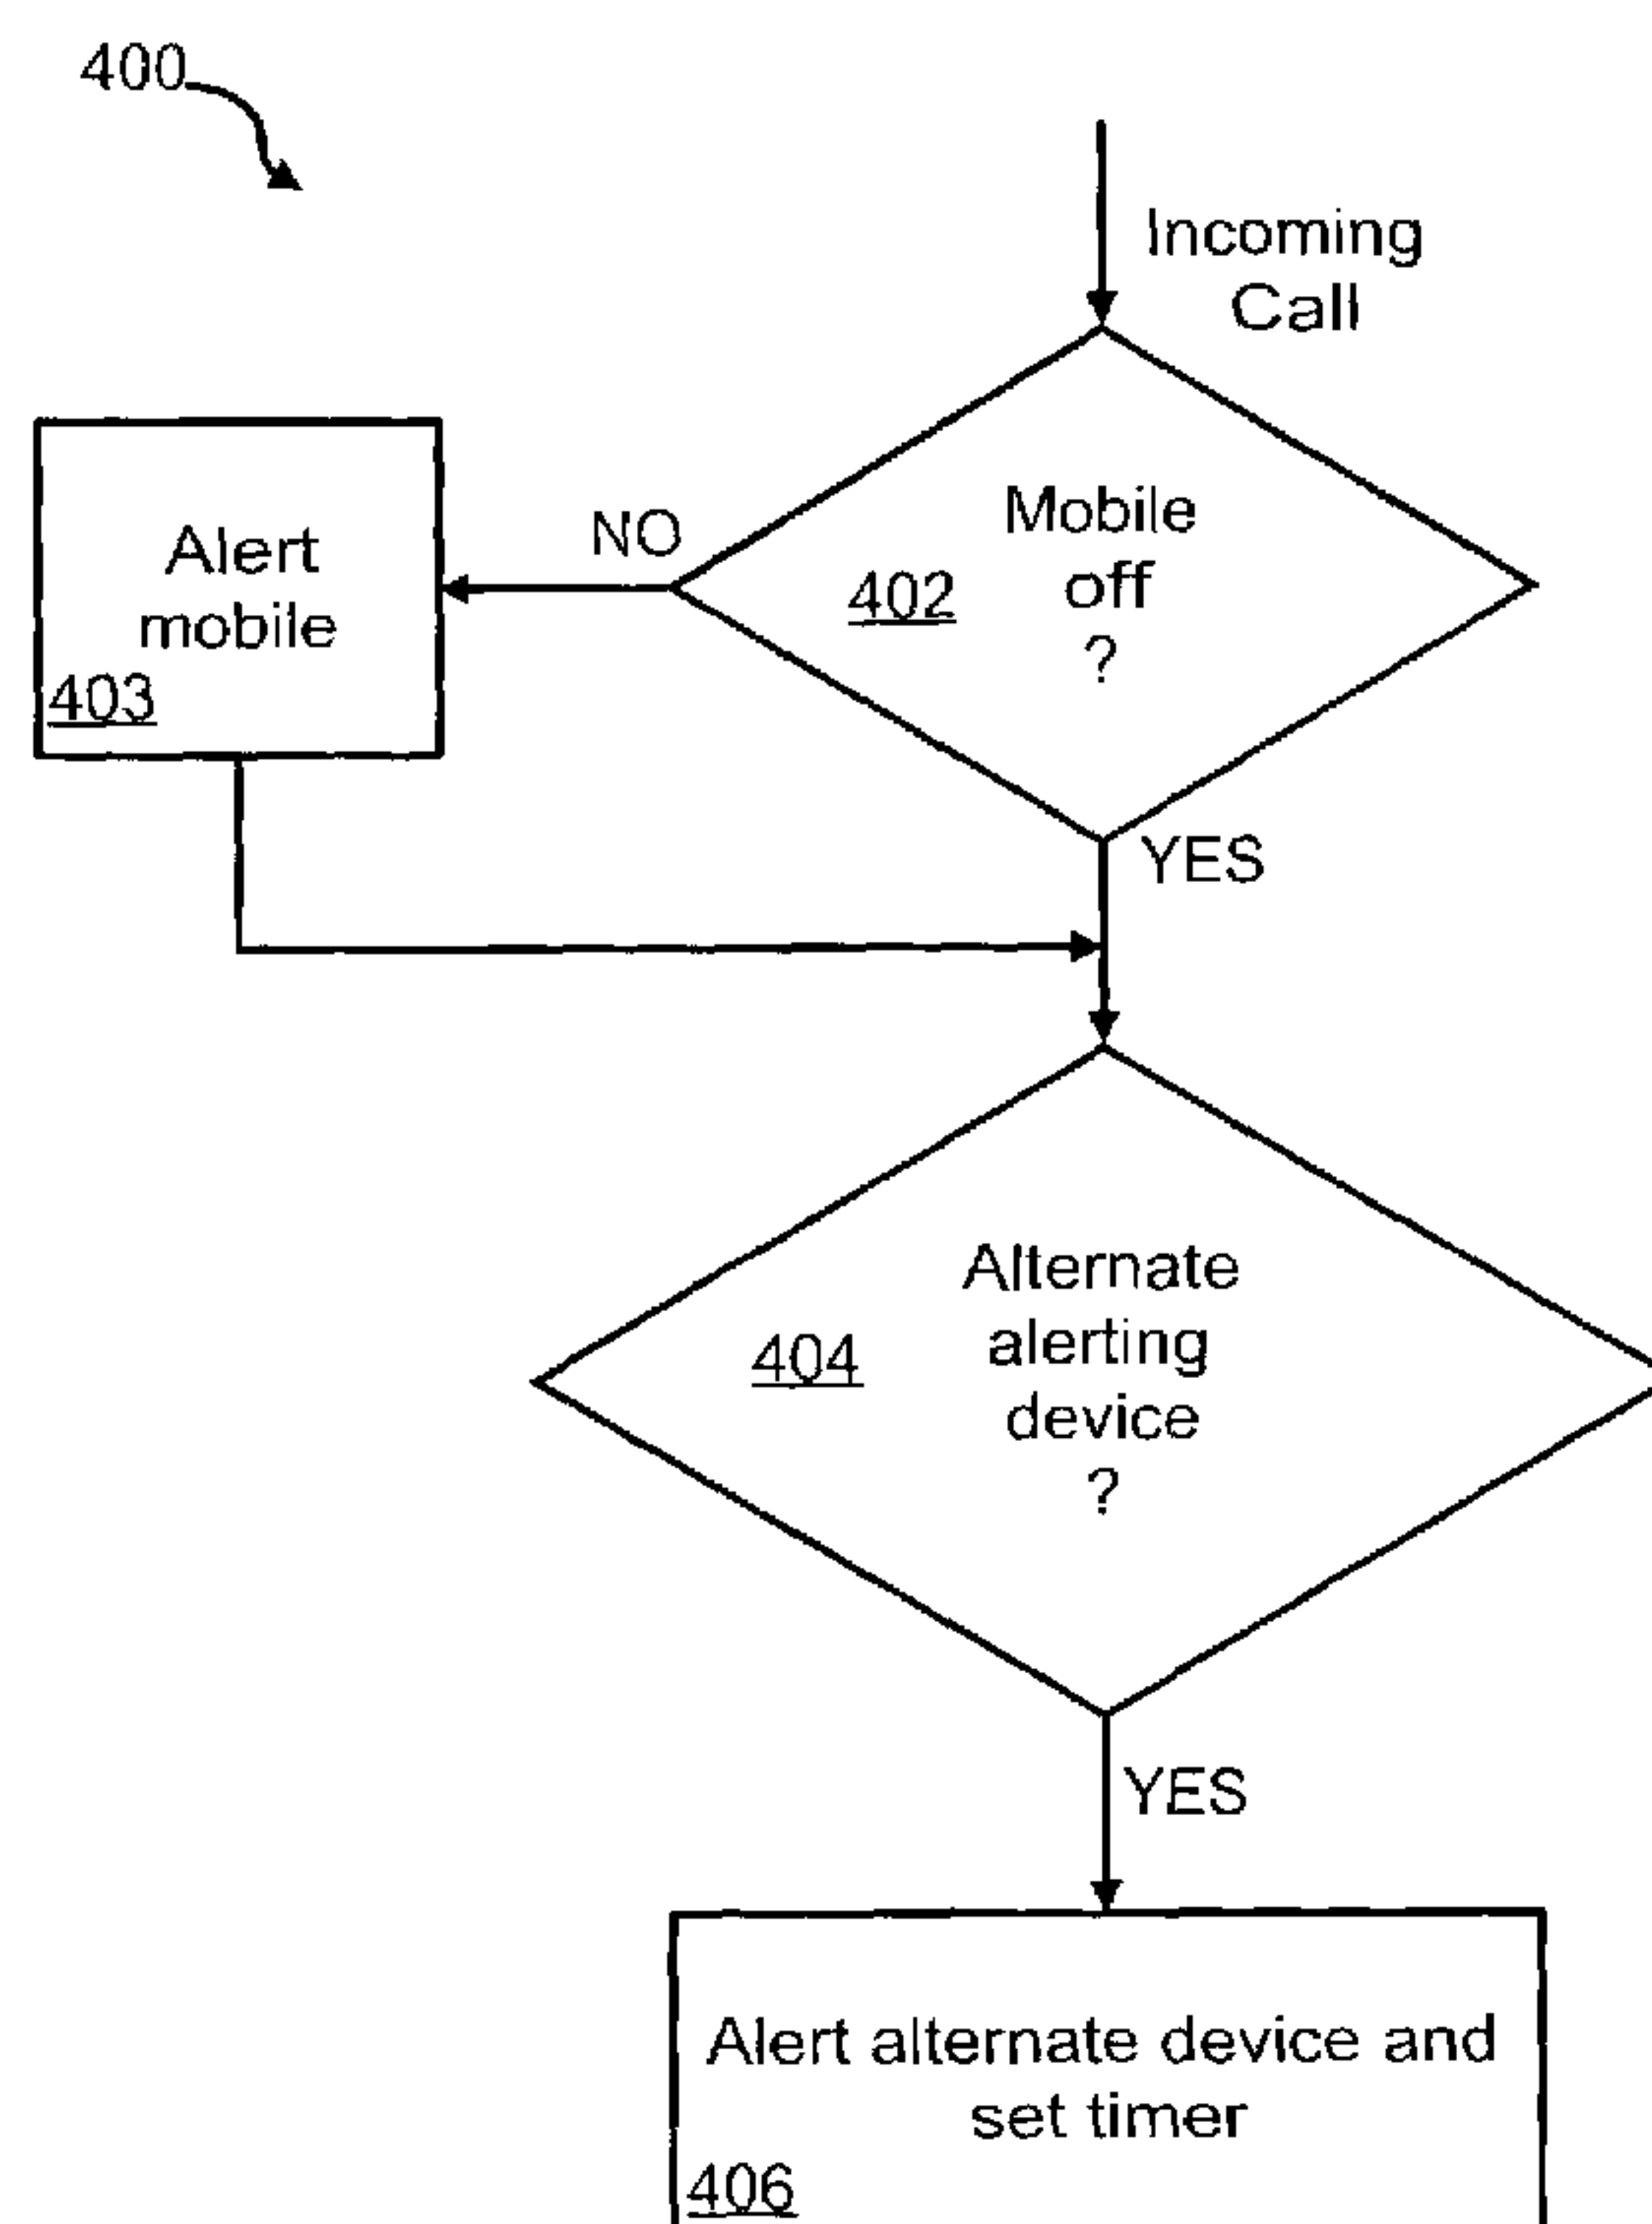 400
Incoming
Call
Mobile
off
?
402
NO
Alert
mobile
403
YES
Alternate
alerting
device
?
404
YES
Alert alternate device and
set timer
406